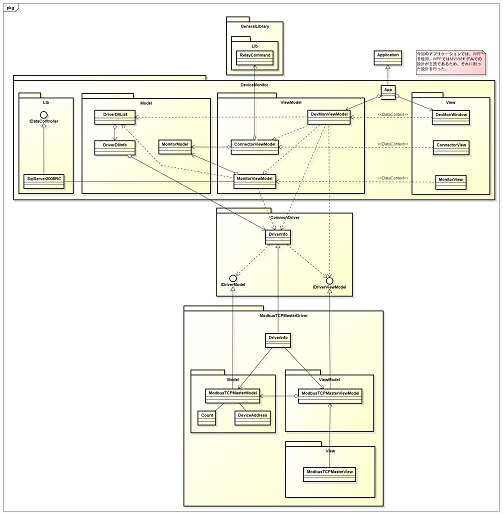 pkg
GeneralLibrary
Lib
RelayCommand
Application
今回のアプリケーションでは、WPF
を使用。WPFではMVVMモデルでの
設計が主流であるため、それに則っ
た設計を行った。
DeviceMonitor
App
Lib
IDataController
SqlServer2008RC
Model
DriverDllList
DriverDllInfo
MonitorModel
ViewModel
DevMonViewModel
ConnectorViewModel
MonitorViewModel
<<DataContext>>
<<DataContext>>
<<DataContext>>
View
DevMonWindow
ConnectorView
MonitorView
CommonDriver
DriverInfo
IDriverModel
IDriverViewModel
ModbusTCPMasterDriver
DriverInfo
Model
ModbusTCPMasterModel
Count
DeviceAddress
ViewModel
ModbusTCPMasterViewModel
View
ModbusTCPMasterView